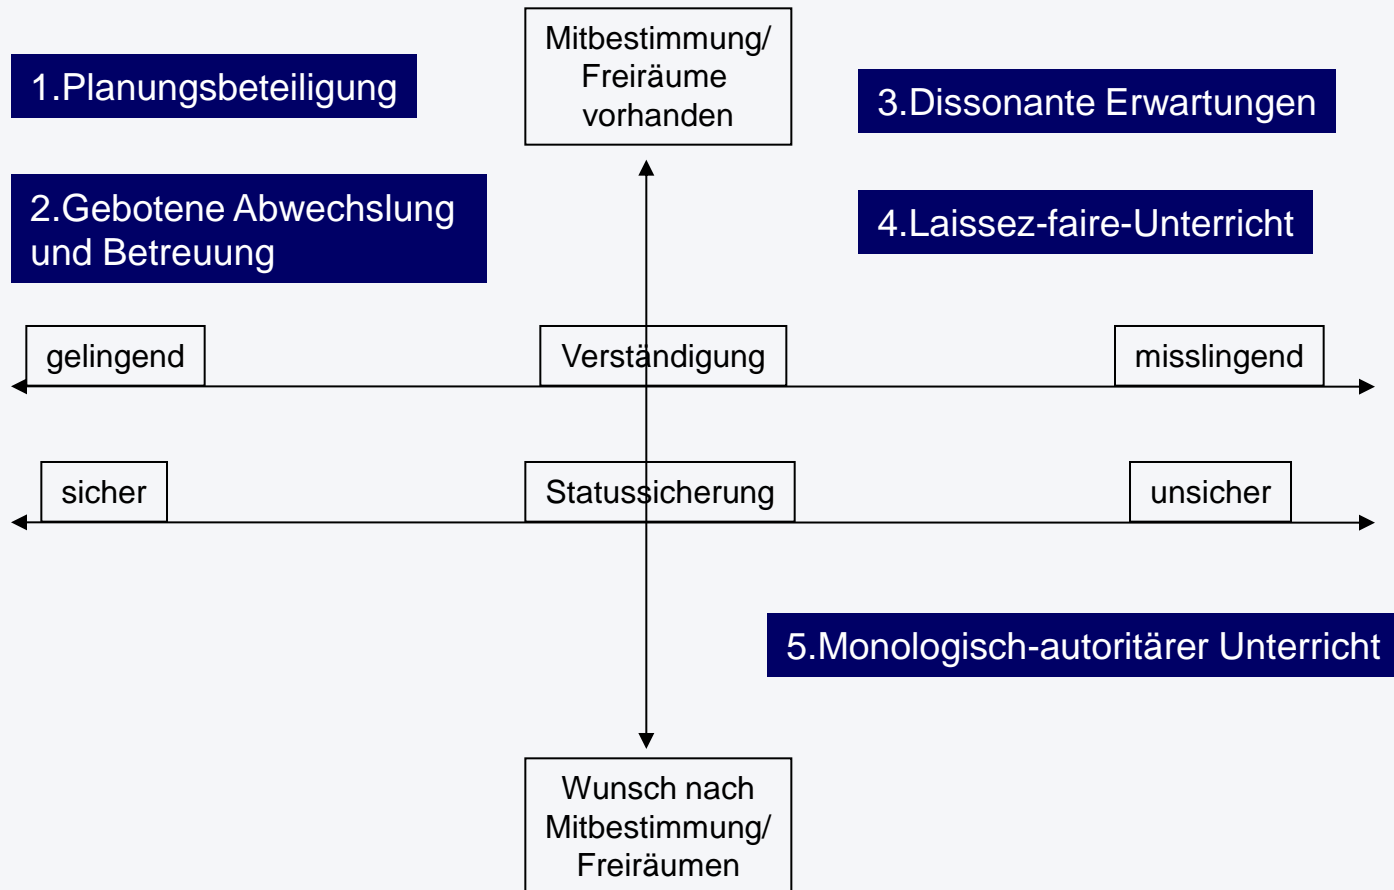 Mitbestimmung/
Freiräume
vorhanden
1.Planungsbeteiligung
3.Dissonante Erwartungen
2.Gebotene Abwechslung
und Betreuung
4.Laissez-faire-Unterricht
gelingend
Verständigung
misslingend
sicher
Statussicherung
unsicher
5.Monologisch-autoritärer Unterricht
Wunsch nach
Mitbestimmung/
Freiräumen